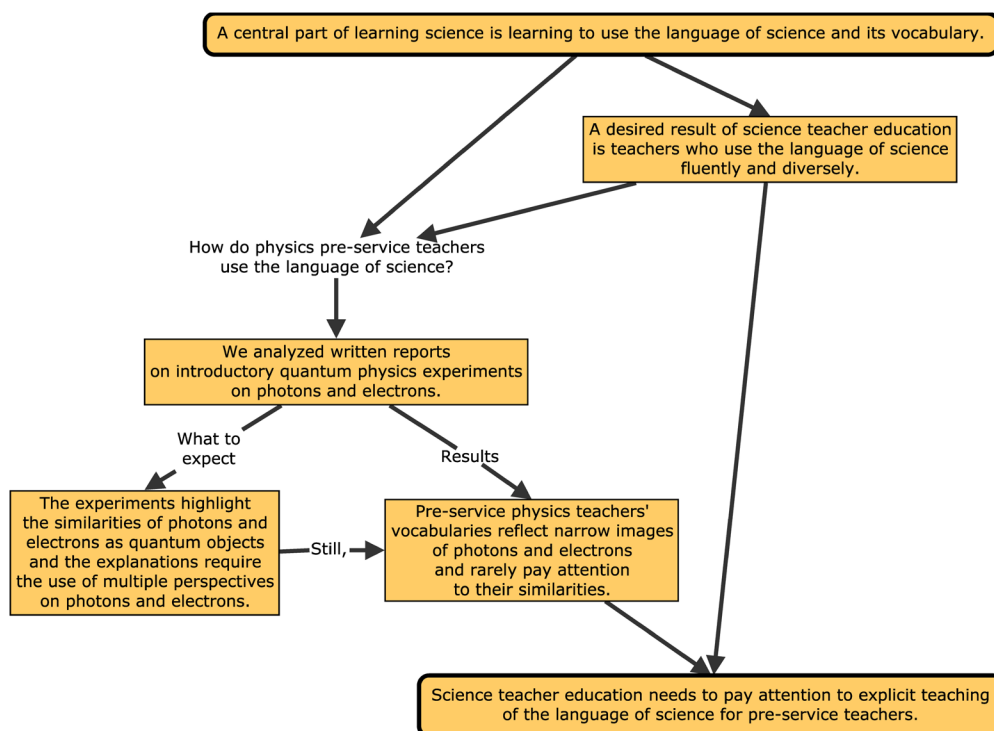 A central part of learning science is learning to use the language of science and its vocabulary.
A desired result of science teacher education
is teachers who use the language of science
fluently and diversely.
How do physics pre-service teachers
use the language of science?
We analyzed written reports
on introductory quantum physics experiments
on photons and electrons.
What to
expect
Results
The experiments highlight
the similarities of photons and
electrons as quantum objects
and the explanations require
the use of multiple perspectives
on photons and electrons.
Still,
Pre-service physics teachers'
vocabularies reflect narrow images
of photons and electrons
and rarely pay attention
to their similarities.
Science teacher education needs to pay attention to explicit teaching
of the language of science for pre-service teachers.